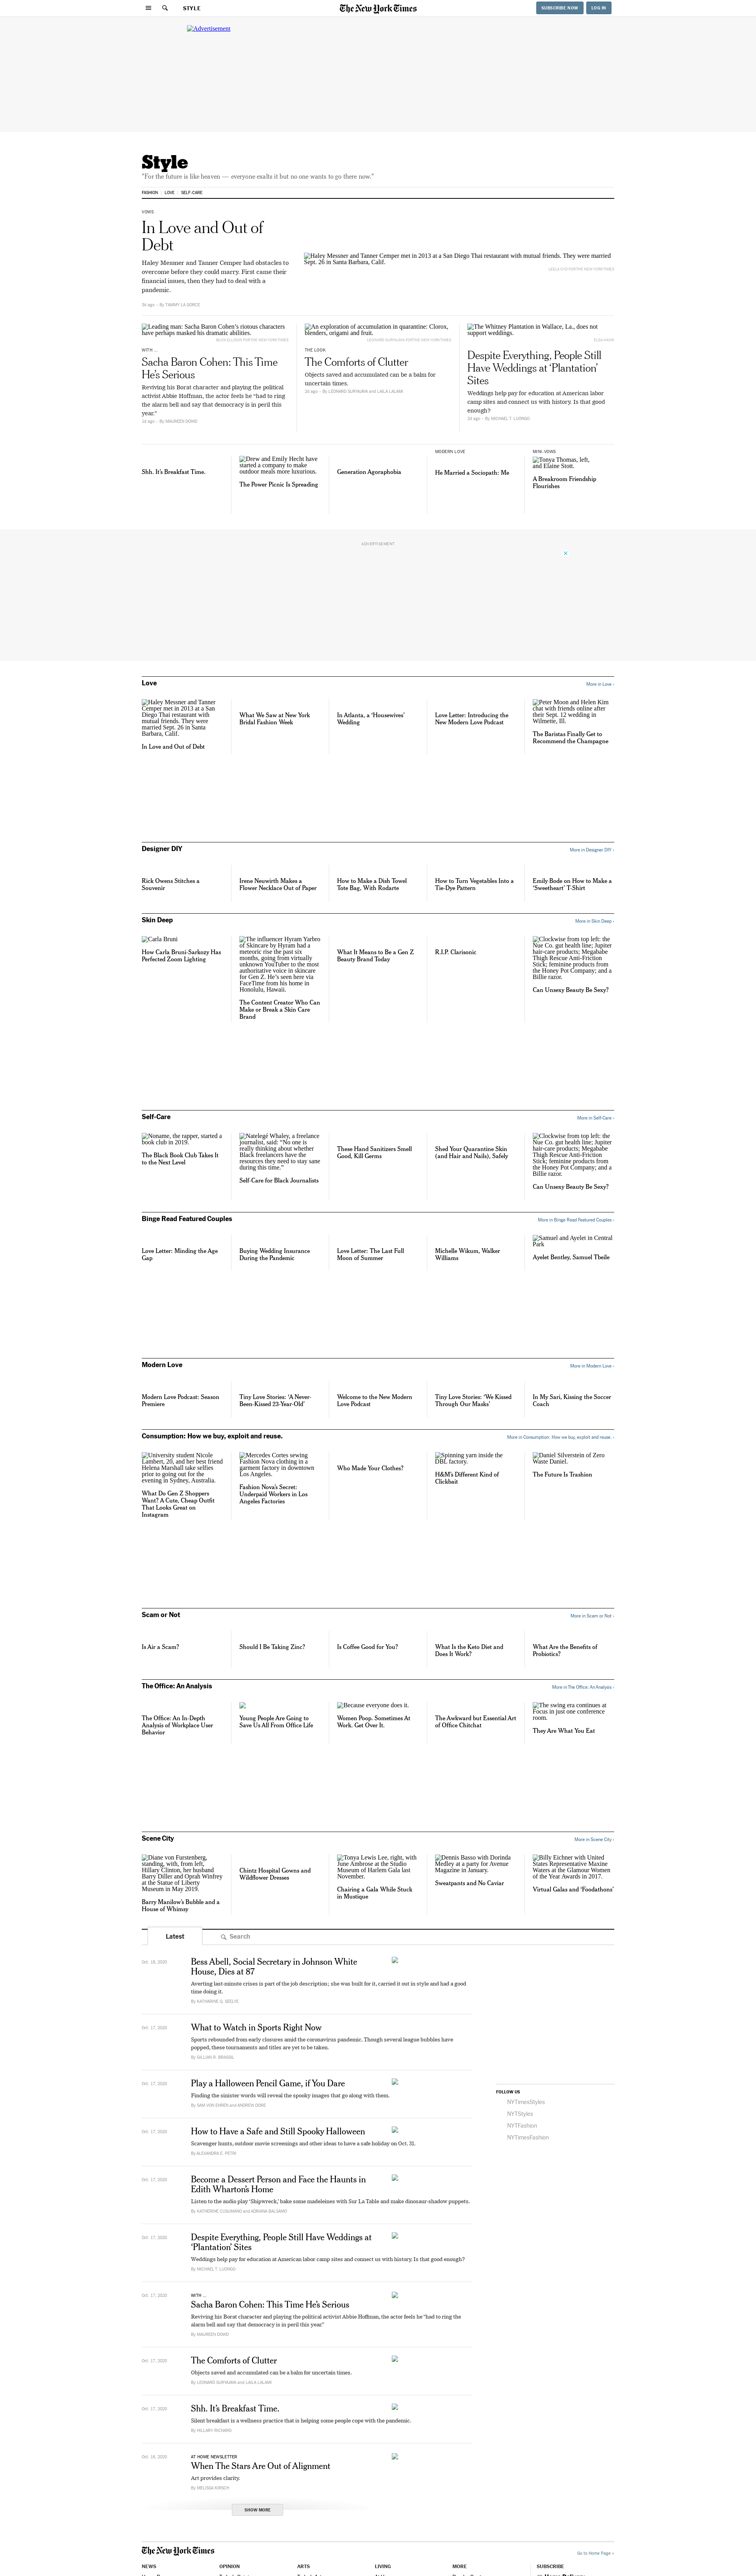 STYLE
The New York Times
SUBSCRIBE NOW
LOG IN
Advertisement
Style
"For the future is like heaven — everyone exalts it but no one wants to go there now."
FASHION
LOVE
SELF-CARE
VOWS
In Love and Out of
Debt
Haley Messner and Tanner Comper had obstacles to
overcome before they could marry. First came their
financial issues, then they had to deal with a
pandemic.
3h ago · By TAMMY LA GORCE
Haley Messner and Tanner Comper met in 2013 at a San Diego Thai restaurant with mutual friends. They were married
Sept. 26 in Santa Barbara, Calif.
Leading man: Sacha Baron Cohen's riotous characters
have perhaps masked his dramatic abilities.
WITH ...
Sacha Baron Cohen: This Time
He's Serious
Reviving his Borat character and playing the political
activist Abbie Hoffman, the actor feels he "had to ring
the alarm bell and say that democracy is in peril this
year."
By MAUREEN DOWD
An exploration of accumulation in quarantine: Clorox,
blenders, origami fruit.
THE LOOK
The Comforts of Clutter
Objects saved and accumulated can be a balm for
uncertain times.
2d ago · By LEONARD SURYAJAYA and LAILA LALAMI
The Whitney Plantation in Wallace, La., does not
support weddings.
Despite Everything, People Still
Have Weddings at 'Plantation'
Sites
Weddings help pay for education at American labor
camp sites and connect us with history. Is that good
enough?
2d ago · By MICHAEL T. LUONGO
Shh. It's Breakfast Time.
Drew and Emily Hecht have
started a company to make
outdoor meals more luxurious.
The Power Picnic Is Spreading
Generation Agoraphobia
MODERN LOVE
He Married a Sociopath: Me
MINI-VOWS
Tonya Thomas, left,
and Elaine Stott.
A Breakroom Friendship
Flourishes
ADVERTISEMENT
Love
More in Love ›
Haley Messner and Tanner
Comper met in 2013 at a San
Diego Thai restaurant with
mutual friends. They were
married Sept. 26 in Santa
Barbara, Calif.
In Love and Out of Debt
What We Saw at New York
Bridal Fashion Week
In Atlanta, a 'Housewives'
Wedding
Love Letter: Introducing the
New Modern Love Podcast
Peter Moon and Helen Kim
chat with friends online after
their Sept. 12 wedding in
Wilmette, Ill.
The Baristas Finally Get to
Recommend the Champagne
Designer DIY
More in Designer DIY ›
Rick Owens Stitches a
Souvenir
Irene Neuwirth Makes a
Flower Necklace Out of Paper
How to Make a Dish Towel
Tote Bag, With Rodarte
How to Turn Vegetables Into a
Tie-Dye Pattern
Emily Bode on How to Make a
'Sweetheart' T-Shirt
Skin Deep
More in Skin Deep ›
Carla Bruni
How Carla Bruni-Sarkozy Has
Perfected Zoom Lighting
The influencer Hyram Yarbro
of Skincare by Hyram had a
meteoric rise the past six
months, going from virtually
unknown YouTuber to the most
authoritative voice in skincare
for Gen Z. He's seen here via
FaceTime from his home in
Honolulu, Hawaii.
The Content Creator Who Can
Make or Break a Skin Care
Brand
What It Means to Be a Gen Z
Beauty Brand Today
R.I.P. Clarisonic
Clockwise from top left: the
Nue Co. gut health line; Jupiter
hair-care products; Megababe
Thigh Rescue Anti-Friction
Stick; feminine products from
the Honey Pot Company; and a
Billie razor.
Can Unsexy Beauty Be Sexy?
Self-Care
More in Self-Care ›
Noname, the rapper, started a
book club in 2019.
The Black Book Club Takes It
to the Next Level
Natelegé Whaley, a freelance
journalist, said: "No one is
really thinking about whether
Black freelancers have the
resources they need to stay sane
during this time."
Self-Care for Black Journalists
These Hand Sanitizers Smell
Good, Kill Germs
Shed Your Quarantine Skin
(and Hair and Nails), Safely
Clockwise from top left: the
Nue Co. gut health line; Jupiter
hair-care products; Megababe
Thigh Rescue Anti-Friction
Stick; feminine products from
the Honey Pot Company; and a
Billie razor.
Can Unsexy Beauty Be Sexy?
Binge Read Featured Couples
More in Binge Read Featured Couples ›
Love Letter: Minding the Age
Gap
Buying Wedding Insurance
During the Pandemic
Love Letter: The Last Full
Moon of Summer
Michelle Wikum, Walker
Williams
Samuel and Ayelet in Central
Park
Ayelet Bentley, Samuel Tbeile
Modern Love
More in Modern Love ›
Modern Love Podcast: Season
Premiere
Tiny Love Stories: 'A Never-
Been-Kissed 23-Year-Old'
Welcome to the New Modern
Love Podcast
Tiny Love Stories: 'We Kissed
Through Our Masks'
In My Sari, Kissing the Soccer
Coach
Consumption: How we buy, exploit and reuse.
More in Consumption: How we buy, exploit and reuse. ›
University student Nicole
Lambert, 20, and her best friend
Helena Marshall take selfies
prior to going out for the
evening in Sydney, Australia.
What Do Gen Z Shoppers
Want? A Cute, Cheap Outfit
That Looks Great on
Instagram
Mercedes Cortes sewing
Fashion Nova clothing in a
garment factory in downtown
Los Angeles.
Fashion Nova's Secret:
Underpaid Workers in Los
Angeles Factories
Who Made Your Clothes?
Spinning yarn inside the
DBL factory.
H&M's Different Kind of
Clickbait
Daniel Silverstein of Zero
Waste Daniel.
The Future Is Trashion
Scam or Not
More in Scam or Not ›
Is Air a Scam?
Should I Be Taking Zinc?
Is Coffee Good for You?
What Is the Keto Diet and
Does It Work?
What Are the Benefits of
Probiotics?
The Office: An Analysis
More in The Office: An Analysis ›
The Office: An In-Depth
Analysis of Workplace User
Behavior
Young People Are Going to
Save Us All From Office Life
Because everyone does it.
Women Poop. Sometimes At
Work. Get Over It.
The Awkward but Essential Art
of Office Chitchat
The swing era continues at
Focus in just one conference
room.
They Are What You Eat
Scene City
More in Scene City ›
Diane von Furstenberg,
standing, with, from left,
Hillary Clinton, her husband
Barry Diller and Oprah Winfrey
at the Statue of Liberty
Museum in May 2019.
Barry Manilow's Bubble and a
House of Whimsy
Chintz Hospital Gowns and
Wildflower Dresses
Tonya Lewis Lee, right, with
June Ambrose at the Studio
Museum of Harlem Gala last
November.
Chairing a Gala While Stuck
in Mustique
Dennis Basso with Dorinda
Medley at a party for Avenue
Magazine in January.
Sweatpants and No Caviar
Billy Eichner with United
States Representative Maxine
Waters at the Glamour Women
of the Year Awards in 2017.
Virtual Galas and 'Foodathons'
Latest
Search
Bess Abell, Social Secretary in Johnson White
House, Dies at 87
Averting last-minute crises is part of the job description; she was built for it, carried it out in style and had a good
time doing it.
By KATHARINE Q. SEELYE
Oct. 17, 2020
What to Watch in Sports Right Now
Sports rebounded from early closures amid the coronavirus pandemic. Though several league bubbles have
popped, these tournaments and titles are yet to be taken.
By GILLIAN R. BRASSIL
Oct. 17, 2020
Play a Halloween Pencil Game, if You Dare
Finding the sinister words will reveal the spooky images that go along with them.
Oct. 17, 2020
How to Have a Safe and Still Spooky Halloween
Scavenger hunts, outdoor movie screenings and other ideas to have a safe holiday on Oct. 31.
By ALEXANDRA E. PETRI
Oct. 17, 2020
Become a Dessert Person and Face the Haunts in
Edith Wharton's Home
Listen to the audio play 'Shipwreck,' bake some madeleines with Sur La Table and make dinosaur-shadow puppets.
By KATHERINE CUSUMANO and ADRIANA BALSAMO
Oct. 17, 2020
Despite Everything, People Still Have Weddings at
'Plantation' Sites
Weddings help pay for education at American labor camp sites and connect us with history. Is that good enough?
By MICHAEL T. LUONGO
Oct. 17, 2020
WITH ...
Sacha Baron Cohen: This Time He's Serious
Reviving his Borat character and playing the political activist Abbie Hoffman, the actor feels he "had to ring the
alarm bell and say that democracy is in peril this year."
By MAUREEN DOWD
Oct. 17, 2020
The Comforts of Clutter
Objects saved and accumulated can be a balm for uncertain times.
By LEONARD SURYAJAYA and LAILA LALAMI
Oct. 17, 2020
Shh. It's Breakfast Time.
Silent breakfast is a wellness practice that is helping some people cope with the pandemic.
By HILLARY RICHARD
Oct. 16, 2020
AT HOME NEWSLETTER
When The Stars Are Out of Alignment
Art provides clarity.
By MELISSA KIRSCH
SHOW MORE
FOLLOW US
NYTimesStyles
NYTStyles
NYTFashion
NYTimesFashion
The New York Times
Go to Home Page »
NEWS
OPINION
ARTS
LIVING
MORE
SUBSCRIBE